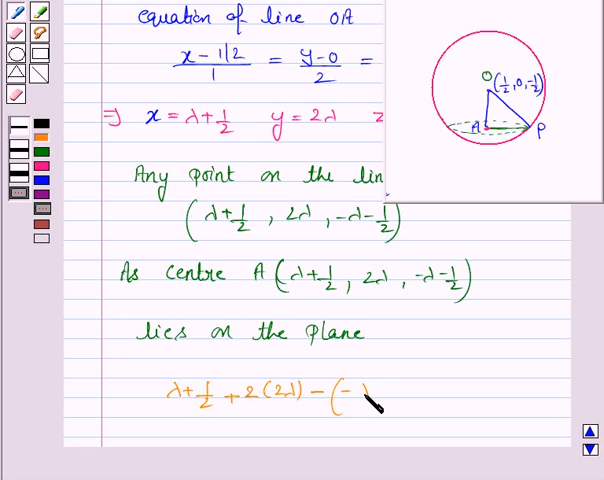 equation of line OA
x - 1/2 / 1 = y - 0 / 2 =
⇒ x = λ + 1/2 y = 2λ z
Any point on the lin
(λ + 1/2 , 2λ , -λ - 1/2)
As centre A (λ + 1/2 , 2λ , -λ - 1/2)
lies on the plane
λ + 1/2 + 2(2λ) - (-λ
O (1/2, 0, -1/2)
A P